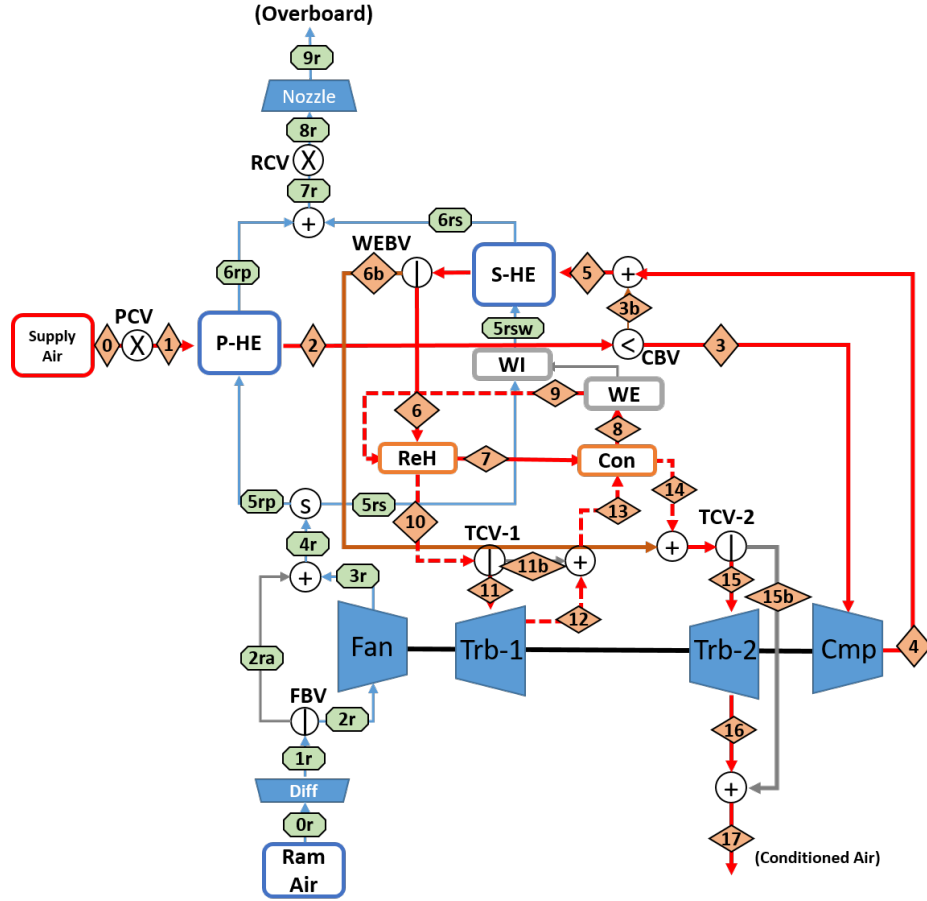 (Overboard)
9r
Nozzle
8r
RCV
X
7r
+
6rs
WEBV
6b
S-HE
5
+
6rp
3b
PCV
5rsw
Supply
Air
0
X
1
P-HE
2
<
CBV
3
WI
WE
9
6
8
ReH
7
Con
14
5rp
S
5rs
13
10
TCV-1
TCV-2
4r
+
3r
11b
+
+
11
15
15b
12
2ra
Fan
Trb-1
Trb-2
Cmp
4
FBV
2r
16
1r
Diff
+
0r
17
(Conditioned Air)
Ram
Air